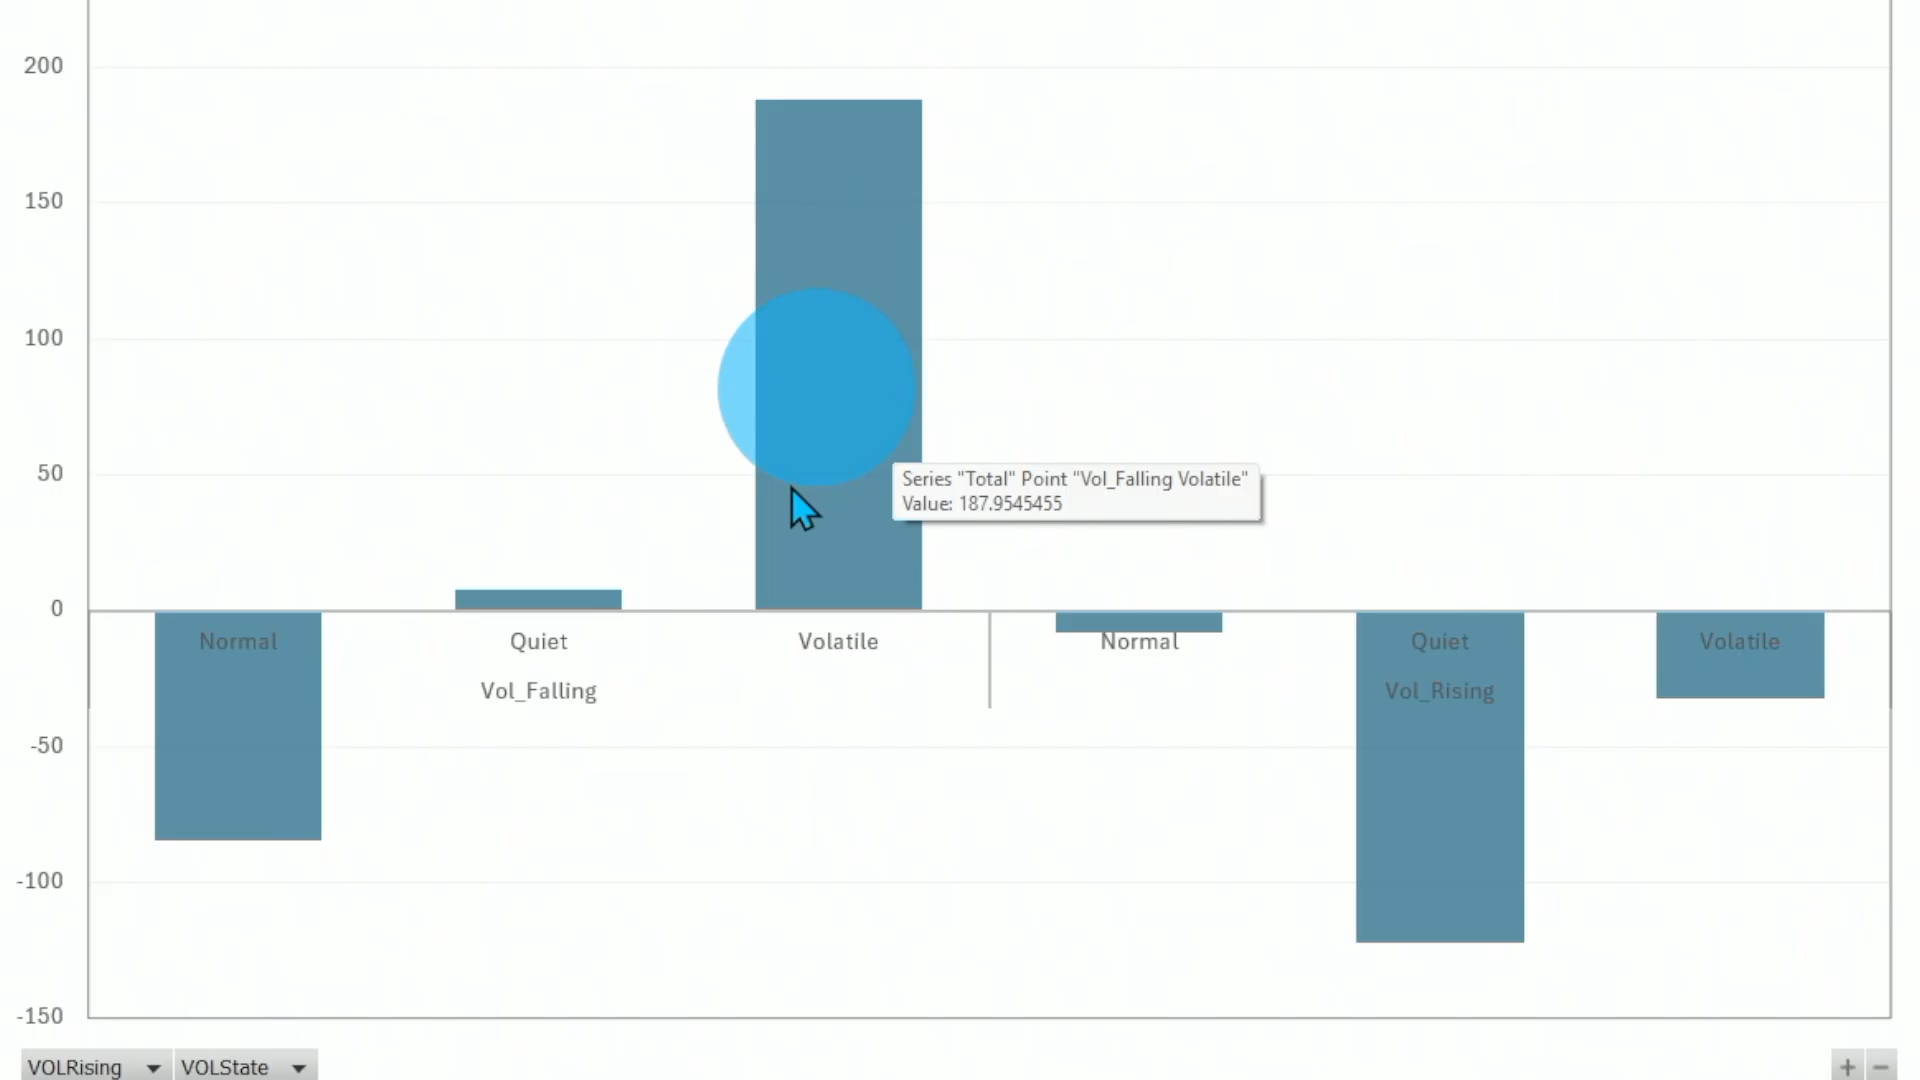 200
150
100
50
Series "Total" Point "Vol_Falling Volatile"
Value: 187.9545455
0
Normal Quiet Volatile Normal Quiet Volatile
Vol_Falling Vol_Rising
-50
-100
-150
VOLRising VOLState